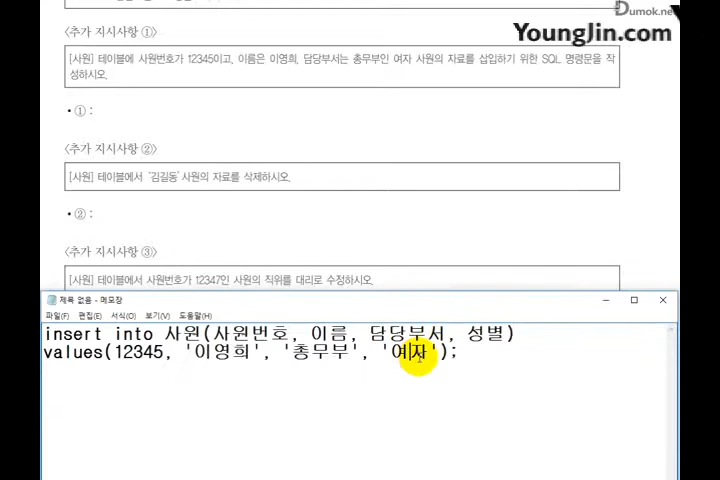 Dumok.ne
YoungJin.com
<추가 지시사항 ①>
[사원] 테이블에 사원번호가 12345이고, 이름은 이영희, 담당부서는 총무부인 여자 사원의 자료를 삽입하기 위한 SQL 명령문을 작
성하시오.
• ① :
<추가 지시사항 ②>
[사원] 테이블에서 '김길동' 사원의 자료를 삭제하시오.
• ② :
<추가 지시사항 ③>
[사원] 테이블에서 사원번호가 12347인 사원의 직위를 대리로 수정하시오.
제목 없음 - 메모장
파일(F) 편집(E) 서식(O) 보기(V) 도움말(H)
insert into 사원(사원번호, 이름, 담당부서, 성별)
values(12345, '이영희', '총무부', '여자');